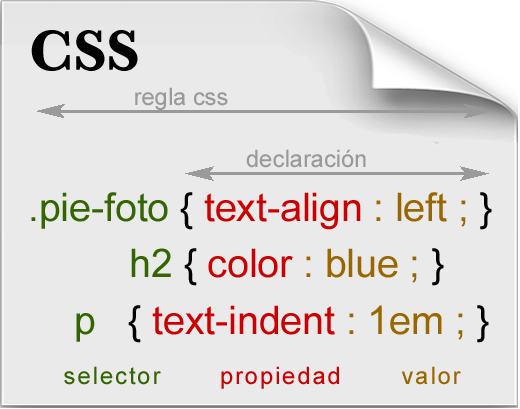 CSS
regla css
declaración
.pie-foto { text-align : left ; }
h2 { color : blue ; }
p { text-indent : 1em ; }
selector propiedad valor